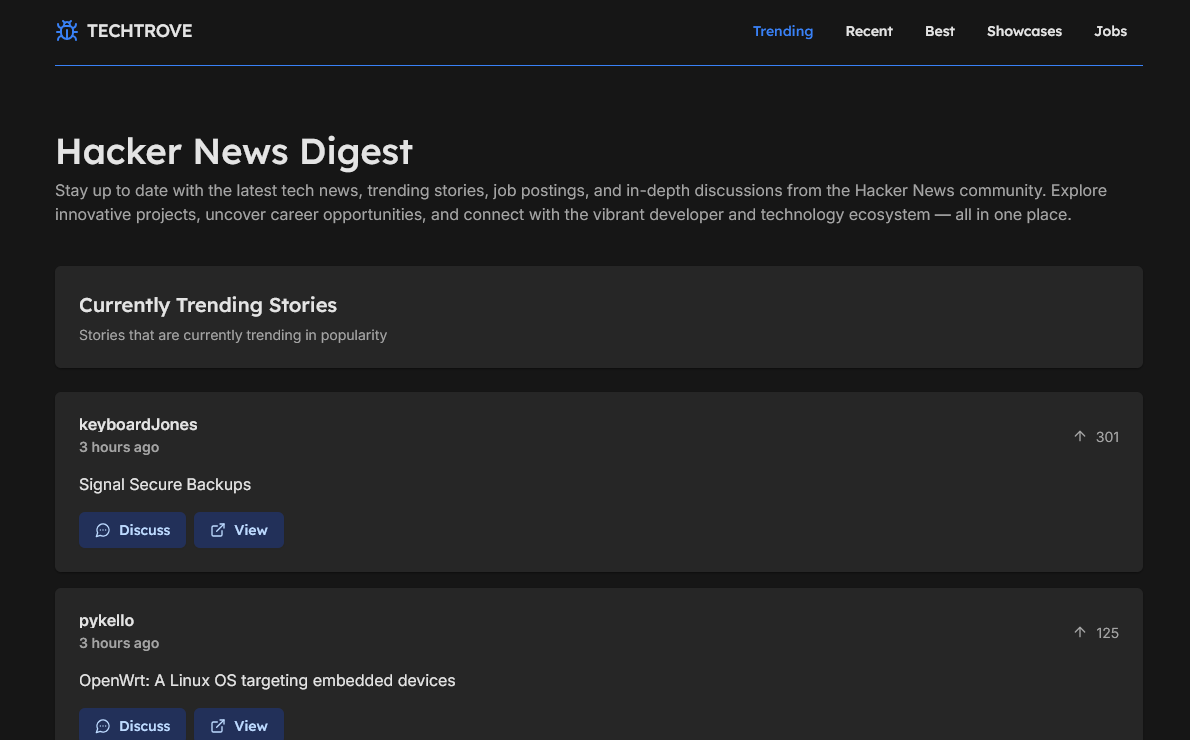 TECHTROVE
Trending
Recent
Best
Showcases
Jobs
Hacker News Digest
Stay up to date with the latest tech news, trending stories, job postings, and in-depth discussions from the Hacker News community. Explore
innovative projects, uncover career opportunities, and connect with the vibrant developer and technology ecosystem — all in one place.
Currently Trending Stories
Stories that are currently trending in popularity
keyboardJones
3 hours ago
301
Signal Secure Backups
Discuss
View
pykello
3 hours ago
125
OpenWrt: A Linux OS targeting embedded devices
Discuss
View